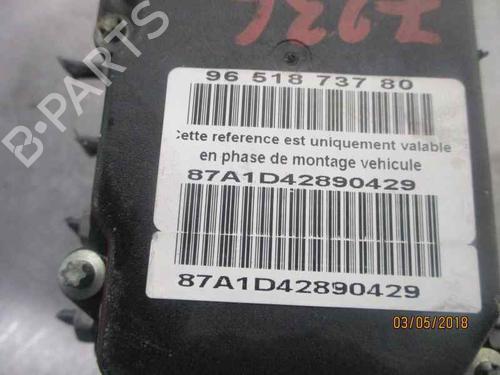 96 518 737 80
Cette reference est uniquement valable
en phase de montage vehicule
87A1D42890429
87A1D42890429
B-PARTS
03/05/2018